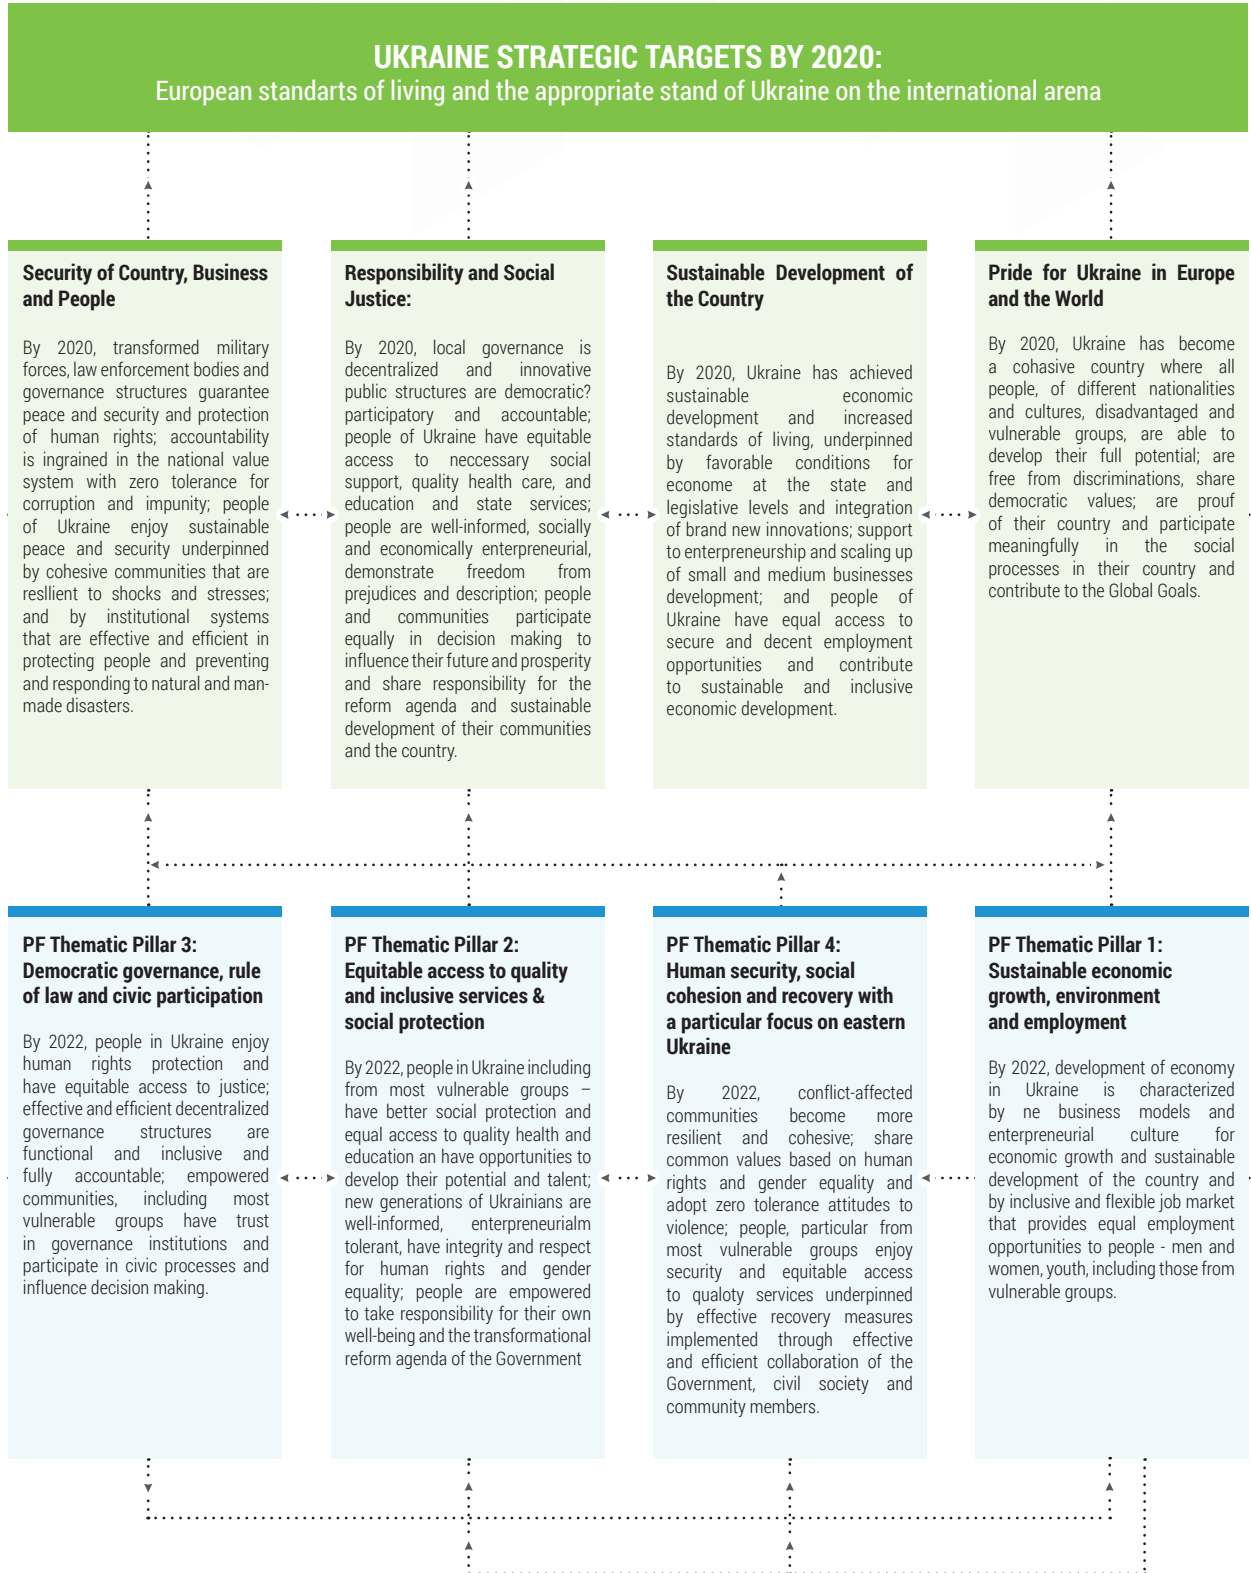 UKRAINE STRATEGIC TARGETS BY 2020:
European standarts of living and the appropriate stand of Ukraine on the international arena
Security of Country, Business
and People
By 2020, transformed military
forces, law enforcement bodies and
governance structures guarantee
peace and security and protection
of human rights; accountability
is ingrained in the national value
system with zero tolerance for
corruption and impunity; people
of Ukraine enjoy sustainable
peace and security underpinned
by cohesive communities that are
resllient to shocks and stresses;
and by institutional systems
that are effective and efficient in
protecting people and preventing
and responding to natural and man-
made disasters.
Responsibility and Social
Justice:
By 2020, local governance is
decentralized and innovative
public structures are democratic?
participatory and accountable;
people of Ukraine have equitable
access to neccessary social
support, quality health care, and
education and state services;
people are well-informed, socially
and economically enterpreneurial,
demonstrate freedom from
prejudices and description; people
and communities participate
equally in decision making to
influence their future and prosperity
and share responsibility for the
reform agenda and sustainable
development of their communities
and the country.
Sustainable Development of
the Country
By 2020, Ukraine has achieved
sustainable economic
development and increased
standards of living, underpinned
by favorable conditions for
econome at the state and
legislative levels and integration
of brand new innovations; support
to enterpreneurship and scaling up
of small and medium businesses
development; and people of
Ukraine have equal access to
secure and decent employment
opportunities and contribute
to sustainable and inclusive
economic development.
Pride for Ukraine in Europe
and the World
By 2020, Ukraine has become
a cohasive country where all
people, of different nationalities
and cultures, disadvantaged and
vulnerable groups, are able to
develop their full potential; are
free from discriminations, share
democratic values; are prouf
of their country and participate
meaningfully in the social
processes in their country and
contribute to the Global Goals.
PF Thematic Pillar 3:
Democratic governance, rule
of law and civic participation
By 2022, people in Ukraine enjoy
human rights protection and
have equitable access to justice;
effective and efficient decentralized
governance structures are
functional and inclusive and
fully accountable; empowered
communities, including most
vulnerable groups have trust
in governance institutions and
participate in civic processes and
influence decision making.
PF Thematic Pillar 2:
Equitable access to quality
and inclusive services &
social protection
By 2022, people in Ukraine including
from most vulnerable groups –
have better social protection and
equal access to quality health and
education an have opportunities to
develop their potential and talent;
new generations of Ukrainians are
well-informed, enterpreneurialm
tolerant, have integrity and respect
for human rights and gender
equality; people are empowered
to take responsibility for their own
well-being and the transformational
reform agenda of the Government
PF Thematic Pillar 4:
Human security, social
cohesion and recovery with
a particular focus on eastern
Ukraine
By 2022, conflict-affected
communities become more
resilient and cohesive; share
common values based on human
rights and gender equality and
adopt zero tolerance attitudes to
violence; people, particular from
most vulnerable groups enjoy
security and equitable access
to qualoty services underpinned
by effective recovery measures
implemented through effective
and efficient collaboration of the
Government, civil society and
community members.
PF Thematic Pillar 1:
Sustainable economic
growth, environment
and employment
By 2022, development of economy
in Ukraine is characterized
by ne business models and
enterpreneurial culture for
economic growth and sustainable
development of the country and
by inclusive and flexible job market
that provides equal employment
opportunities to people - men and
women, youth, including those from
vulnerable groups.